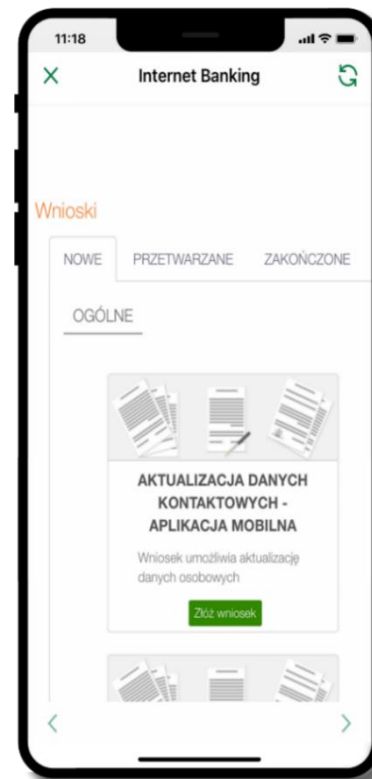 11:18
Internet Banking
Wnioski
NOWE PRZETWARZANE ZAKOŃCZONE
OGÓLNE
AKTUALIZACJA DANYCH
KONTAKTOWYCH -
APLIKACJA MOBILNA
Wniosek umożliwia aktualizację
danych osobowych
Złóż wniosek